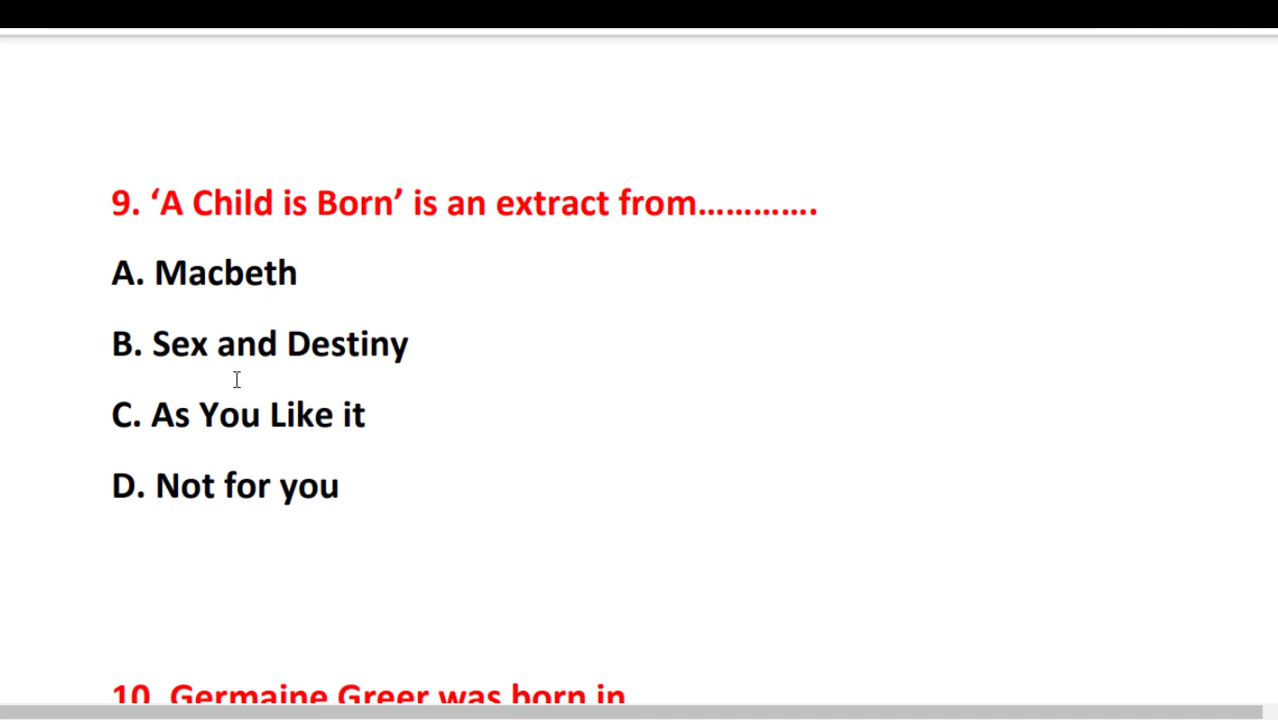 9. ‘A Child is Born’ is an extract from………….
A. Macbeth
B. Sex and Destiny
C. As You Like it
D. Not for you
10. Germaine Greer was born in